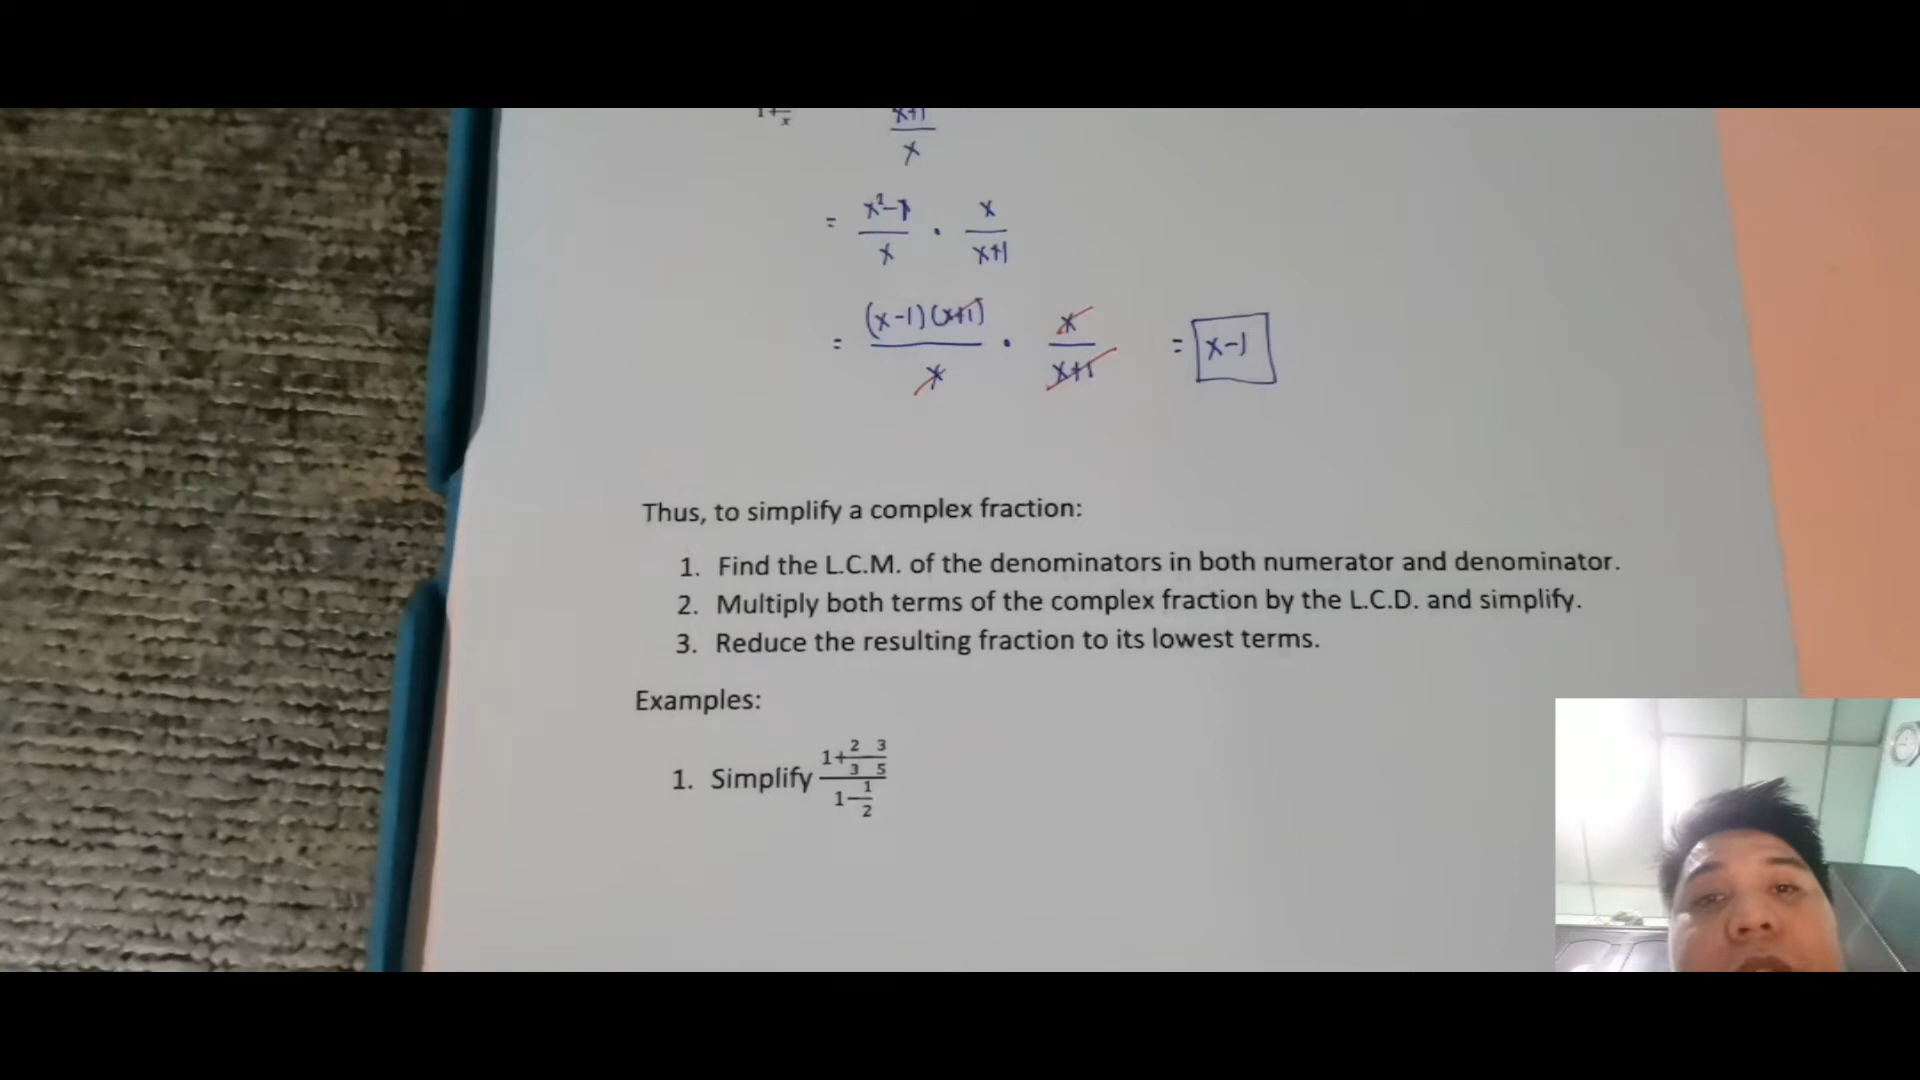 1+ x
x+1
x
= x²-1 / x · x / x+1
= (x-1)(x+1) / x · x / x+1 = x-1
Thus, to simplify a complex fraction:
1. Find the L.C.M. of the denominators in both numerator and denominator.
2. Multiply both terms of the complex fraction by the L.C.D. and simplify.
3. Reduce the resulting fraction to its lowest terms.
Examples:
1. Simplify 1+2/3-3/5 / 1-1/2